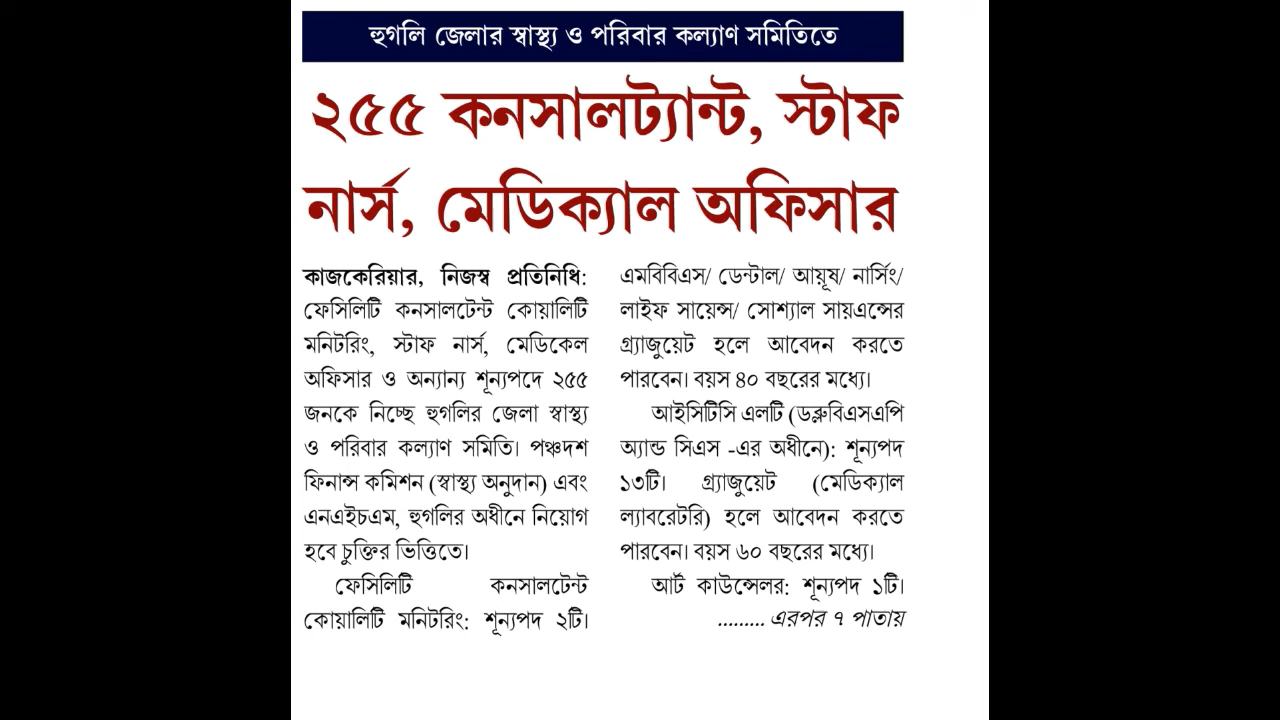 হুগলি জেলার স্বাস্থ্য ও পরিবার কল্যাণ সমিতিতে
২৫৫ কনসালট্যান্ট, স্টাফ
নার্স, মেডিক্যাল অফিসার
কাজকেরিয়ার, নিজস্ব প্রতিনিধি:
ফেসিলিটি কনসালটেন্ট কোয়ালিটি
মনিটরিং, স্টাফ নার্স, মেডিকেল
অফিসার ও অন্যান্য শূন্যপদে ২৫৫
জনকে নিচ্ছে হুগলির জেলা স্বাস্থ্য
ও পরিবার কল্যাণ সমিতি। পঞ্চদশ
ফিনান্স কমিশন (স্বাস্থ্য অনুদান) এবং
এনএইচএম, হুগলির অধীনে নিয়োগ
হবে চুক্তির ভিত্তিতে।
ফেসিলিটি কনসালটেন্ট
কোয়ালিটি মনিটরিং: শূন্যপদ ২টি।
এমবিবিএস/ ডেন্টাল/ আয়ূষ/ নার্সিং/
লাইফ সায়েন্স/ সোশ্যাল সায়এন্সের
গ্র্যাজুয়েট হলে আবেদন করতে
পারবেন। বয়স ৪০ বছরের মধ্যে।
আইসিটিসি এলটি (ডব্লুবিএসএপি
অ্যান্ড সিএস -এর অধীনে): শূন্যপদ
১৩টি। গ্র্যাজুয়েট (মেডিক্যাল
ল্যাবরেটরি) হলে আবেদন করতে
পারবেন। বয়স ৬০ বছরের মধ্যে।
আর্ট কাউন্সেলর: শূন্যপদ ১টি।
......... এরপর ৭ পাতায়